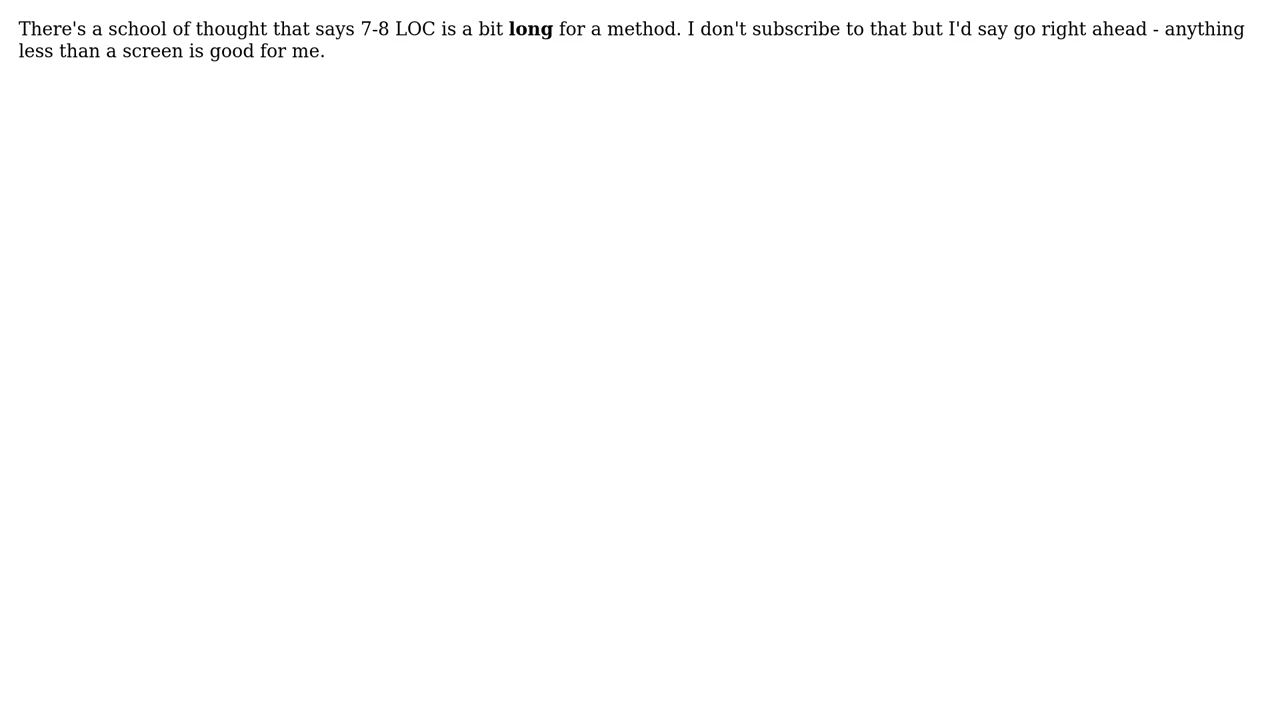 There's a school of thought that says 7-8 LOC is a bit long for a method. I don't subscribe to that but I'd say go right ahead - anything
less than a screen is good for me.